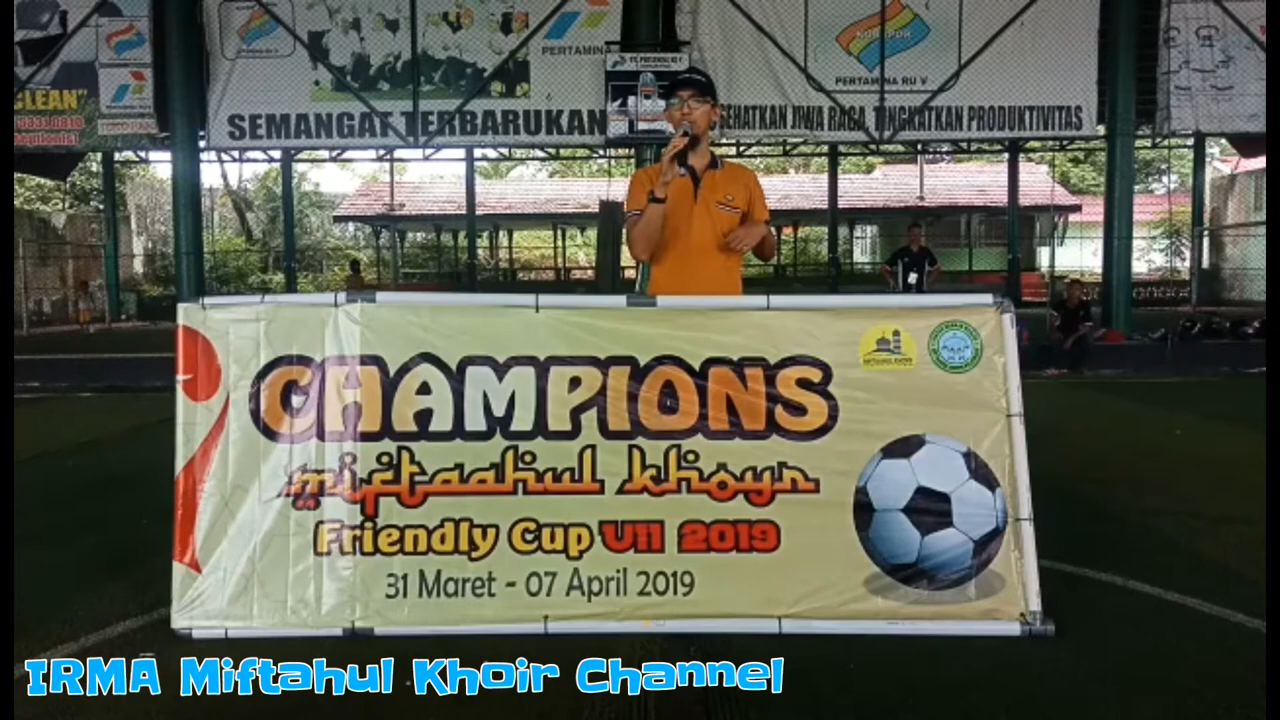 CLEAN"
PERTAMINA
SEMANGAT TERBARUKAN
PERTAMINA RU V
SEHATKAN JIWA RAGA, TINGKATKAN PRODUKTIVITAS
CHAMPIONS
miftaahul khoyr
Friendly Cup U11 2019
31 Maret - 07 April 2019
IRMA Miftahul Khoir Channel